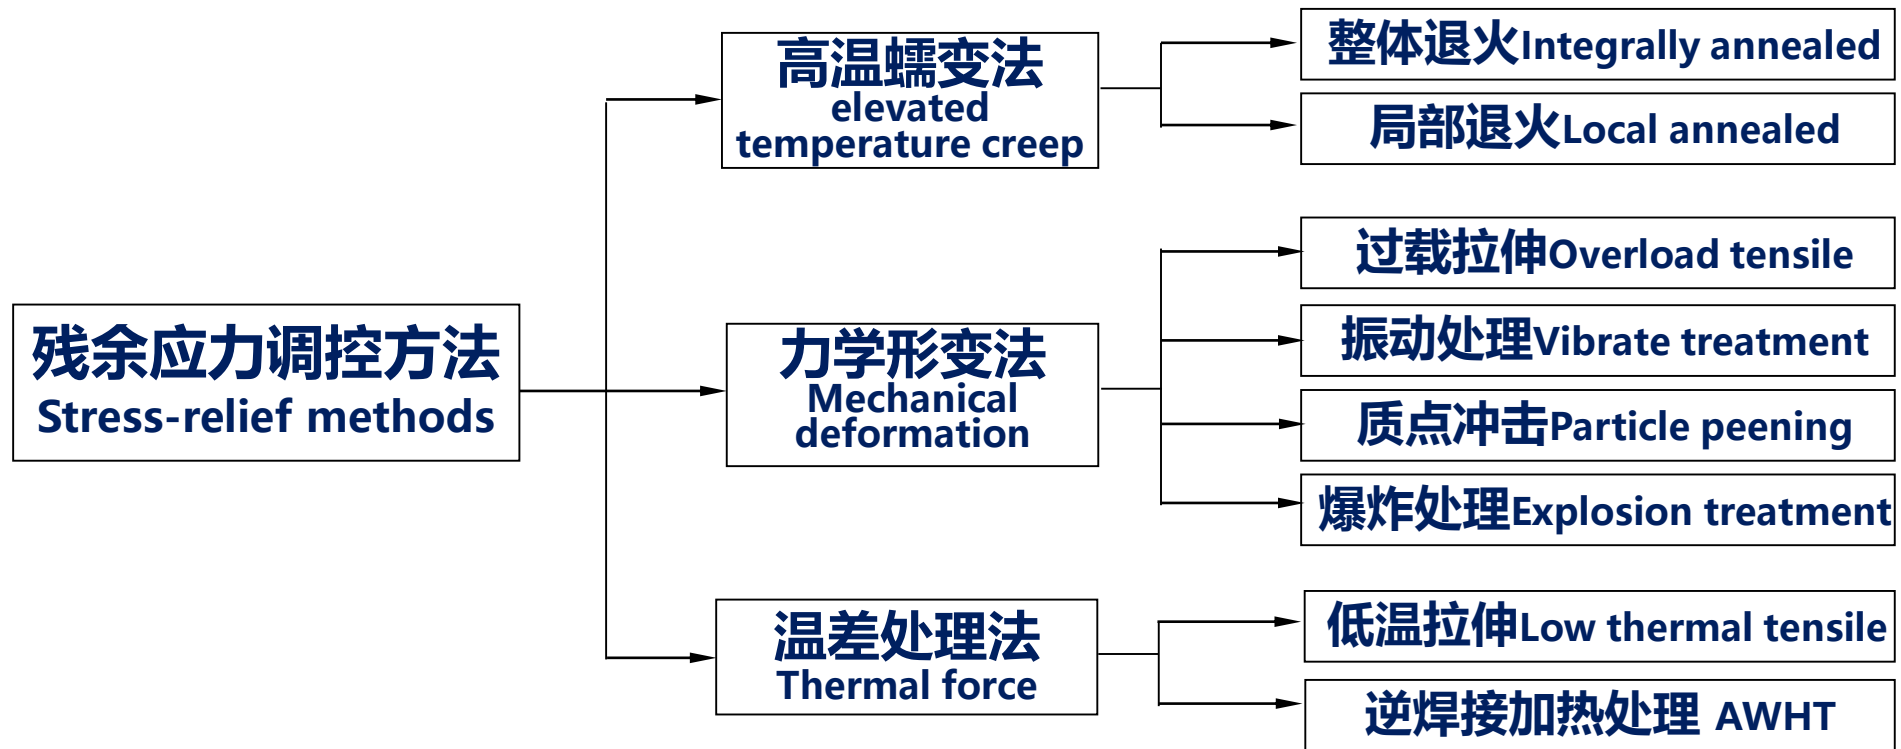 残余应力调控方法
Stress-relief methods
高温蠕变法
elevated
temperature creep
整体退火Integrally annealed
局部退火Local annealed
力学形变法
Mechanical
deformation
过载拉伸Overload tensile
振动处理Vibrate treatment
质点冲击Particle peening
爆炸处理Explosion treatment
温差处理法
Thermal force
低温拉伸Low thermal tensile
逆焊接加热处理 AWHT